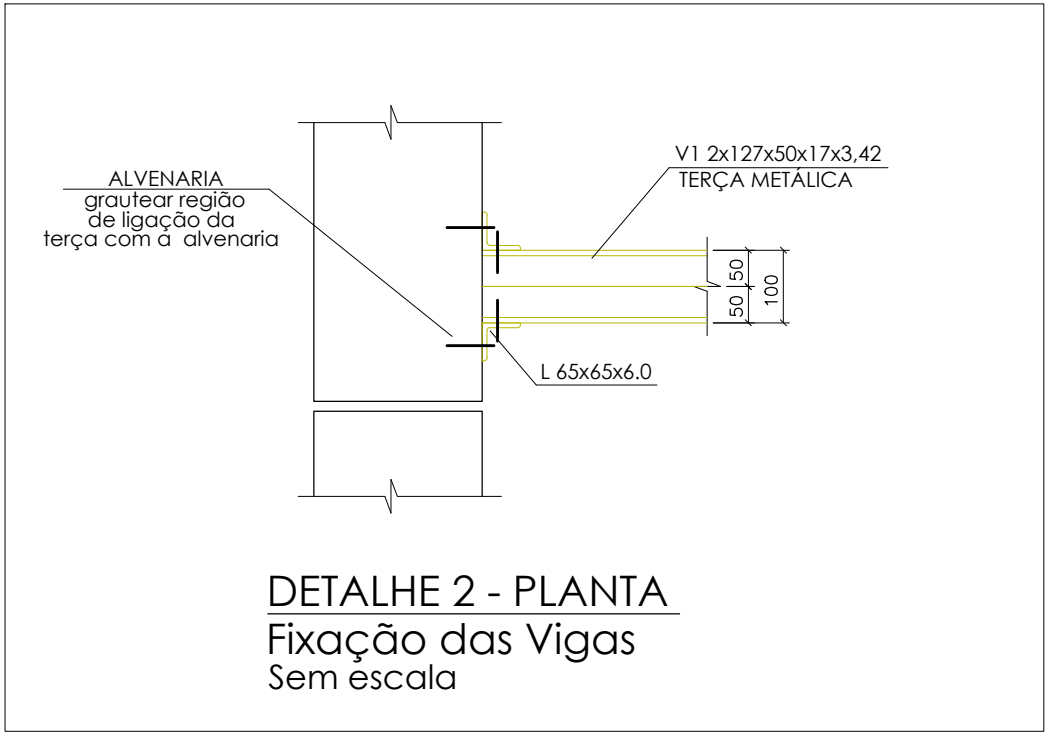 ALVENARIA
grautear região
de ligação da
terça com a alvenaria
V1 2x127x50x17x3,42
TERÇA METÁLICA
50
50
100
L 65x65x6.0
DETALHE 2 - PLANTA
Fixação das Vigas
Sem escala